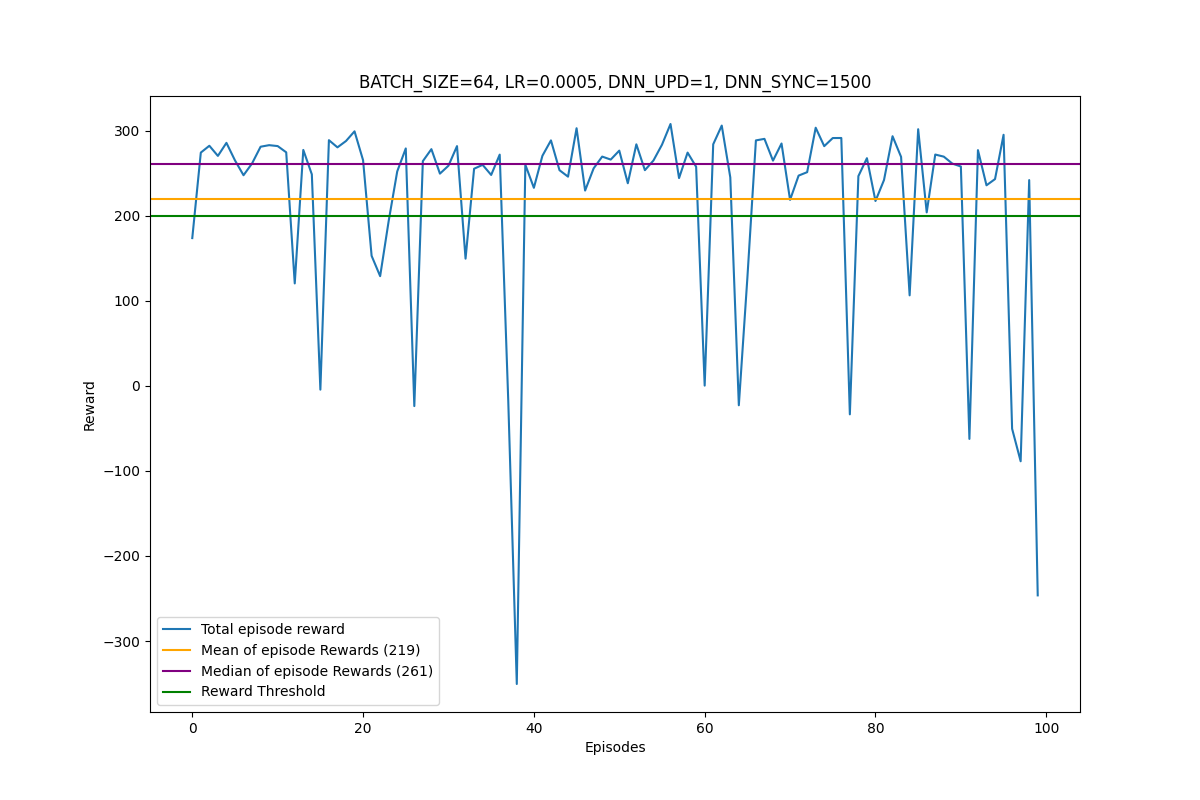 BATCH_SIZE=64, LR=0.0005, DNN_UPD=1, DNN_SYNC=1500
300
200
100
0
−100
−200
−300
Reward
Total episode reward
Mean of episode Rewards (219)
Median of episode Rewards (261)
Reward Threshold
0 20 40 60 80 100
Episodes